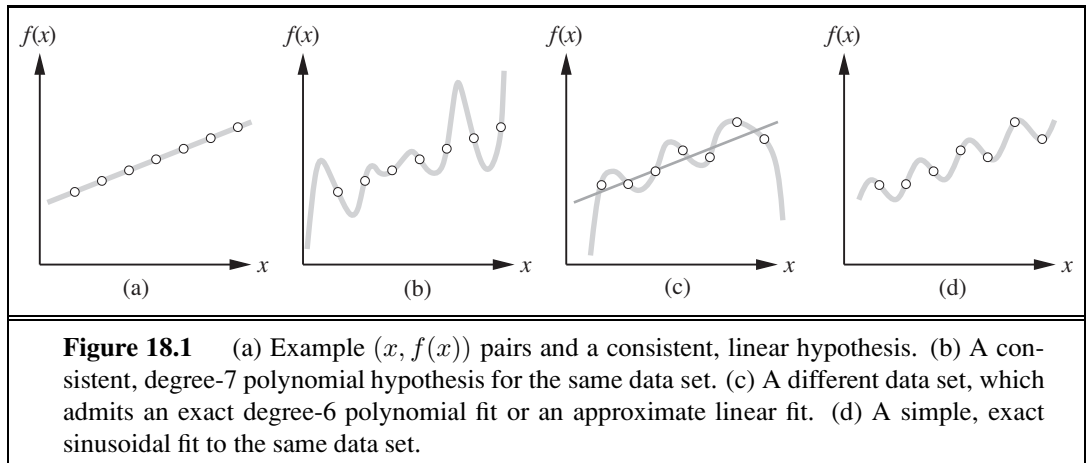 f(x) f(x) f(x) f(x)
x x x x
(a) (b) (c) (d)
Figure 18.1 (a) Example (x, f(x)) pairs and a consistent, linear hypothesis. (b) A con-
sistent, degree-7 polynomial hypothesis for the same data set. (c) A different data set, which
admits an exact degree-6 polynomial fit or an approximate linear fit. (d) A simple, exact
sinusoidal fit to the same data set.